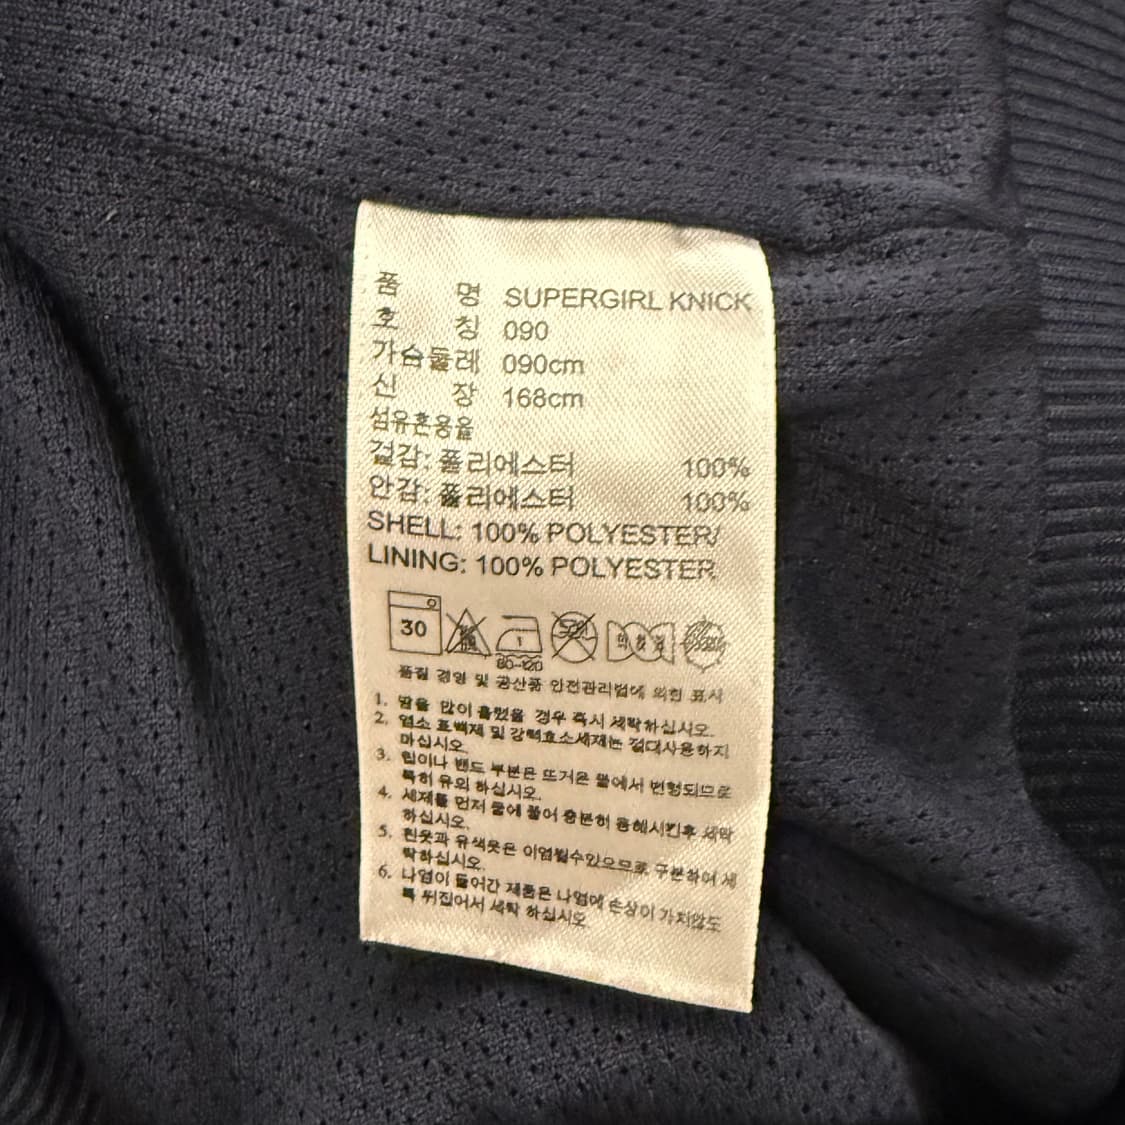 품 명 SUPERGIRL KNICK
호 칭 090
가슴둘레 090cm
신 장 168cm
섬유혼용율
겉감: 폴리에스터 100%
안감: 폴리에스터 100%
SHELL: 100% POLYESTER/
LINING: 100% POLYESTER
30
80-120
품질 경영 및 공산품 안전관리법에 의한 표시
1. 땀을 많이 흘렸을 경우 즉시 세탁하십시오.
2. 염소 표백제 및 강력효소세제는 절대사용하지
마십시오.
3. 립이나 밴드 부분은 뜨거운 물에서 변형되므로
특히 유의 하십시오.
4. 세제를 먼저 물에 풀어 충분히 용해시킨후 세탁
하십시오.
5. 흰옷과 유색옷은 이염될수있으므로 구분하여 세
탁하십시오.
6. 나염이 들어간 제품은 나염에 손상이 가지않도
록 뒤집어서 세탁 하십시오.